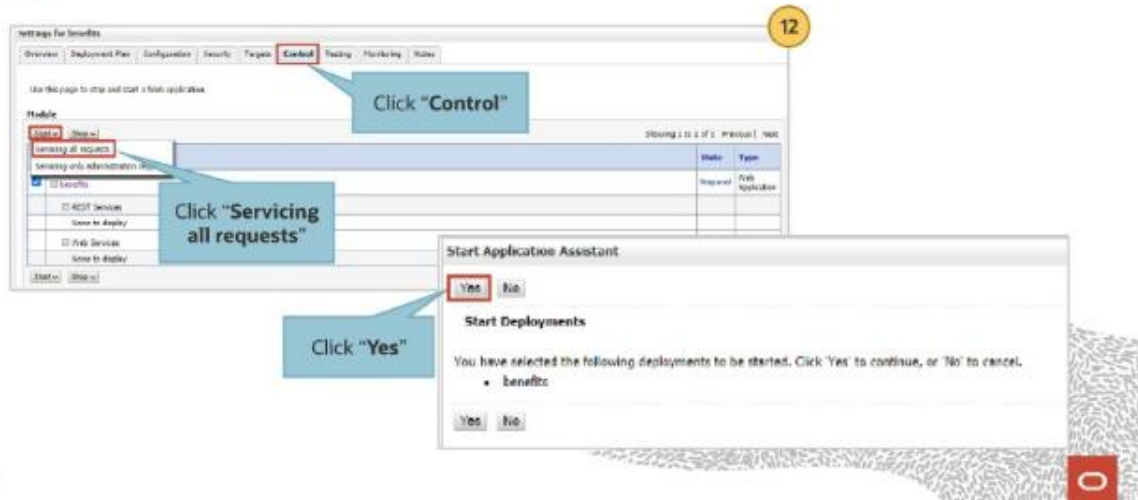 12
Settings for benefits
Overview Deployment Plan Configuration Security Targets Control Testing Monitoring Notes
Click "Control"
Use this page to stop and start a Web application.
Module
Start Stop
Showing 1 to 1 of 1 Previous | Next
Servicing all requests
Servicing only administration
State Type
benefits
Prepared Web Application
REST Services
None to display
Web Services
None to display
Start Stop
Click "Servicing
all requests"
Start Application Assistant
Yes No
Start Deployments
Click "Yes"
You have selected the following deployments to be started. Click 'Yes' to continue, or 'No' to cancel.
• benefits
Yes No